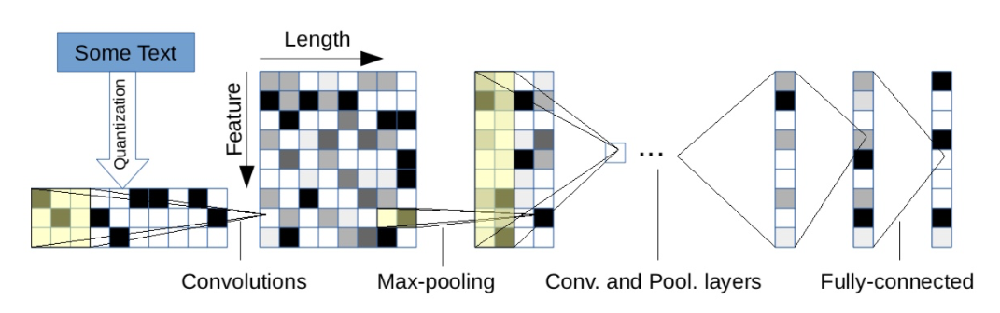 Some Text
Quantization
Length
Feature
...
Convolutions
Max-pooling
Conv. and Pool. layers
Fully-connected